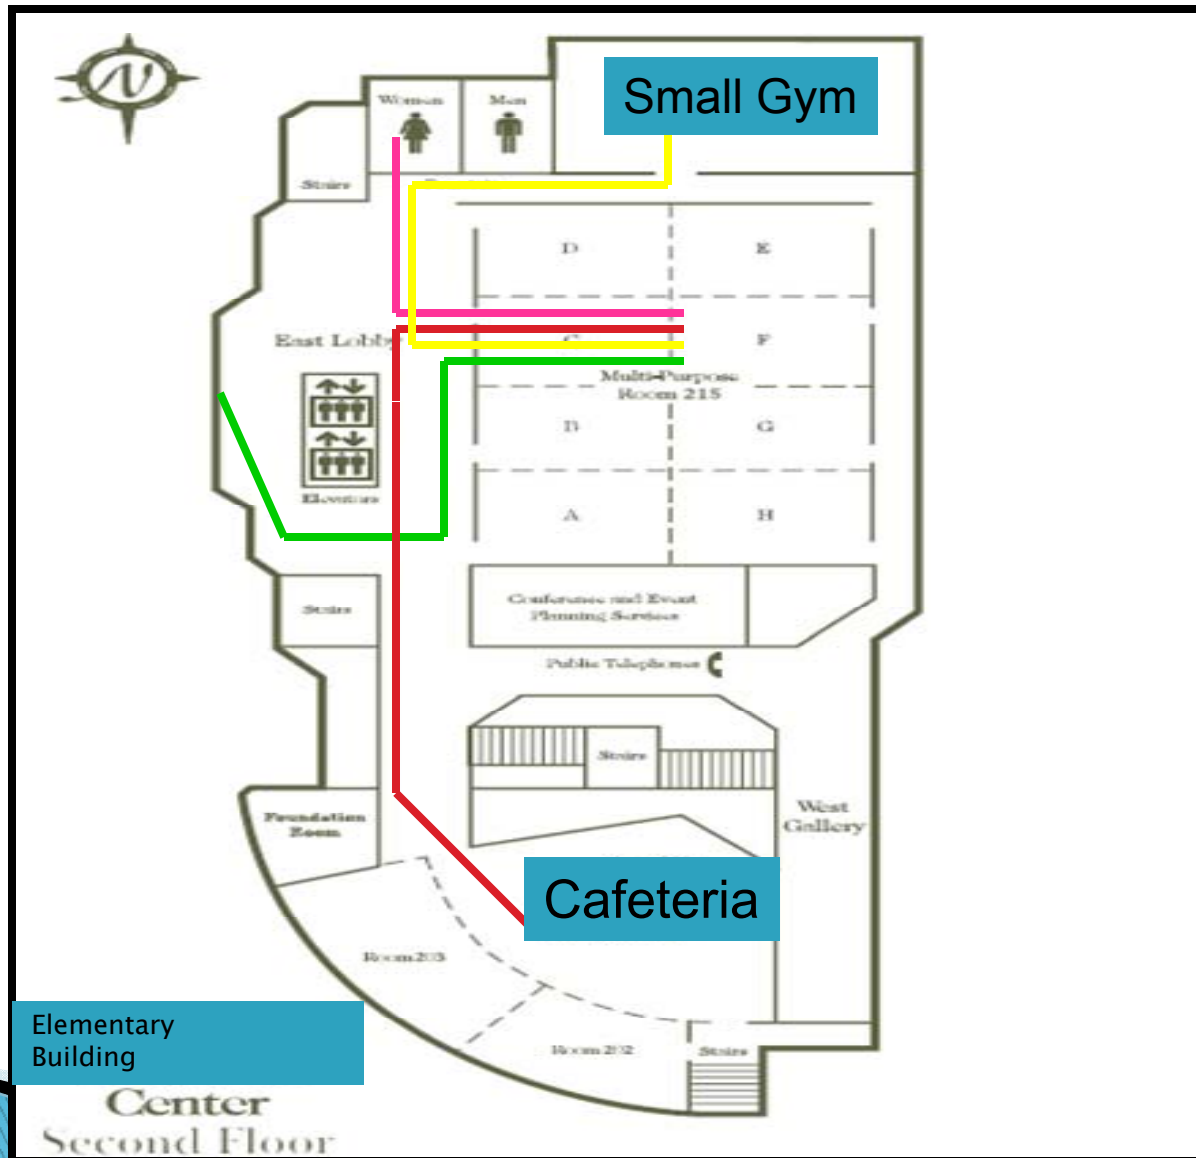 N
Small Gym
Women
Men
Stairs
D
E
East Lobby
C
F
Multi-Purpose
Room 215
B
G
Elevators
A
H
Stairs
Conference and Event
Planning Services
Public Telephones
Stairs
West
Gallery
Foundation
Room
Cafeteria
Room 203
Elementary
Building
Room 202
Stairs
Center
Second Floor